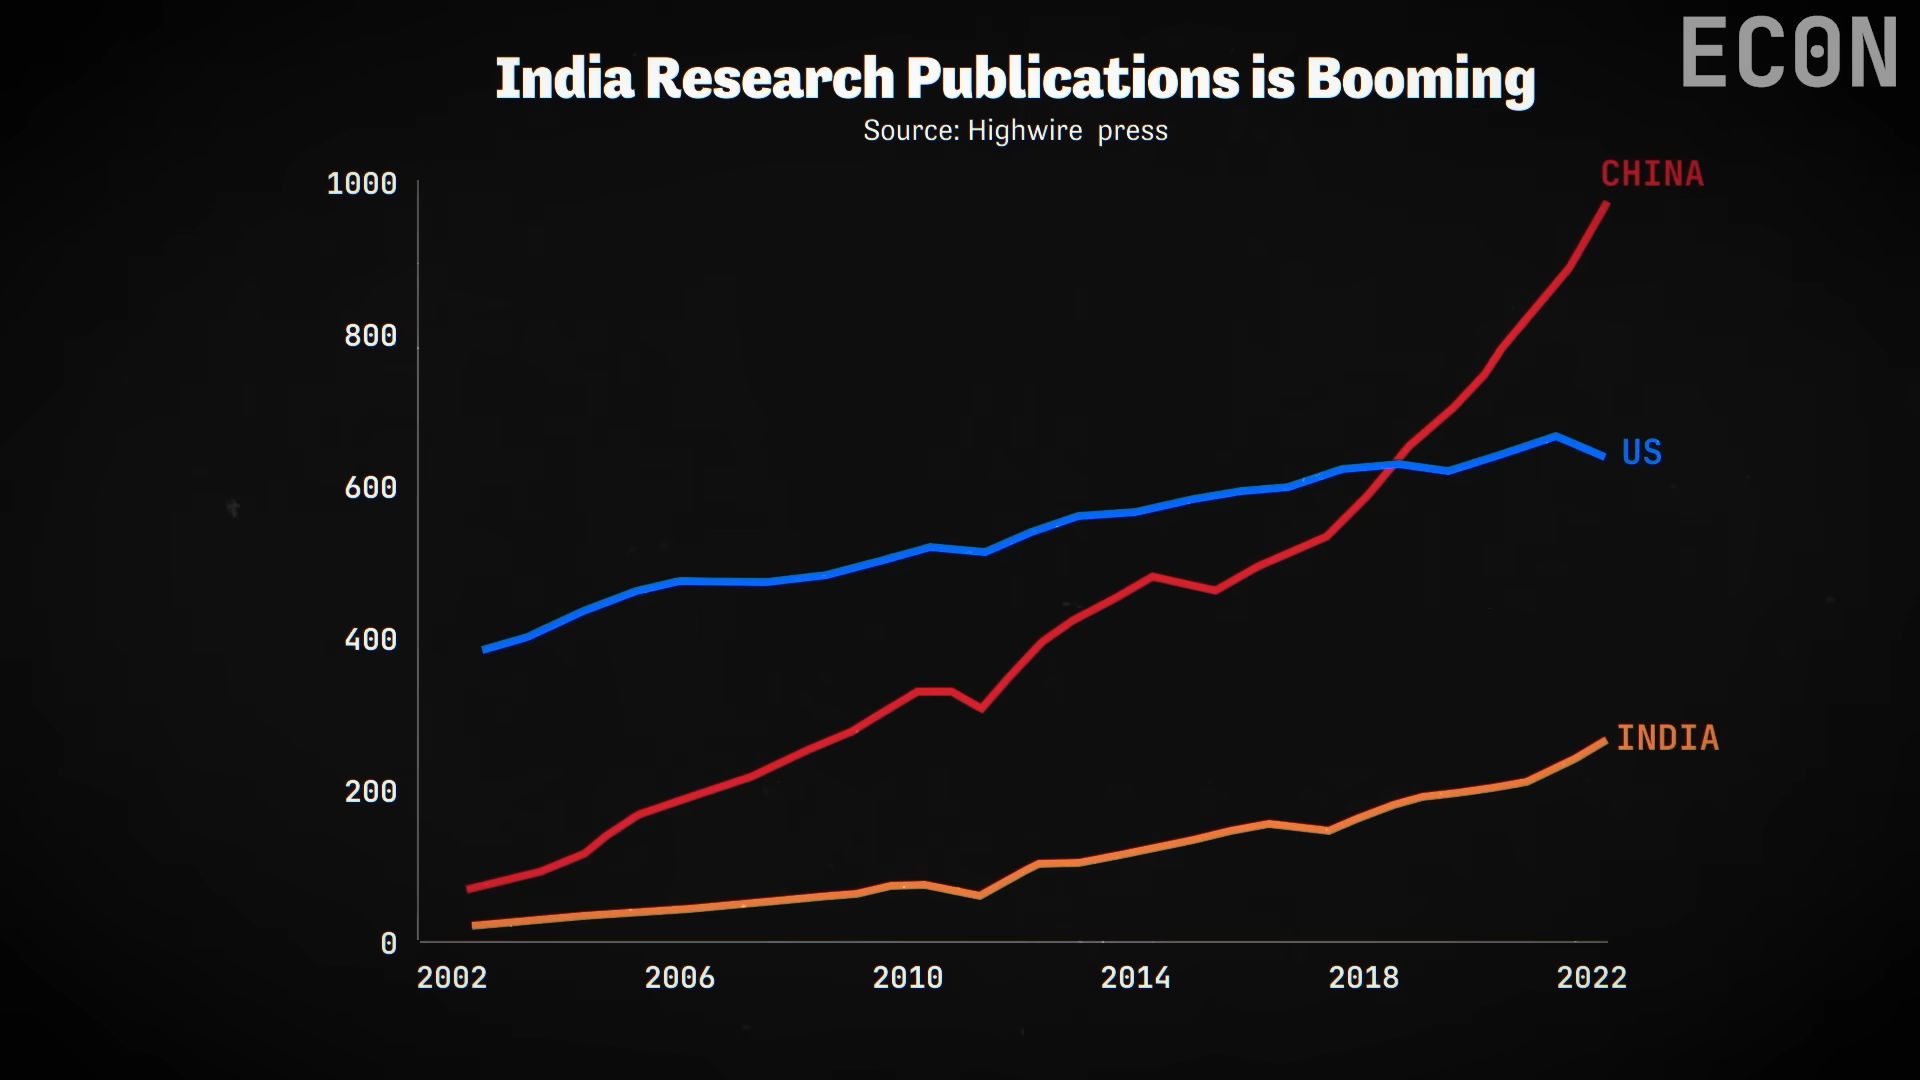 ECON
India Research Publications is Booming
Source: Highwire press
CHINA
1000
800
US
600
400
INDIA
200
0
2002 2006 2010 2014 2018 2022